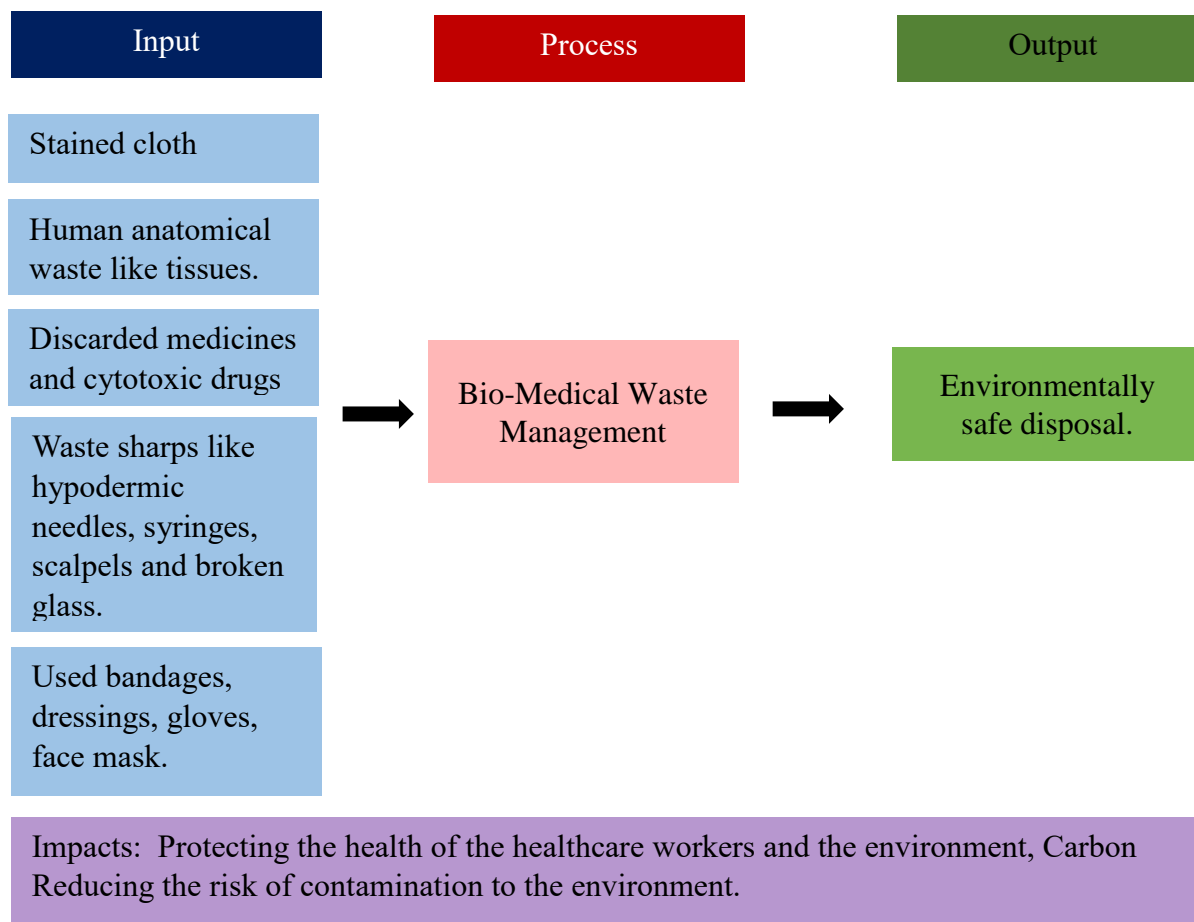 Input
Process
Output
Stained cloth
Human anatomical
waste like tissues.
Discarded medicines
and cytotoxic drugs
Waste sharps like
hypodermic
needles, syringes,
scalpels and broken
glass.
Used bandages,
dressings, gloves,
face mask.
Bio-Medical Waste
Management
Environmentally
safe disposal.
Impacts: Protecting the health of the healthcare workers and the environment, Carbon
Reducing the risk of contamination to the environment.